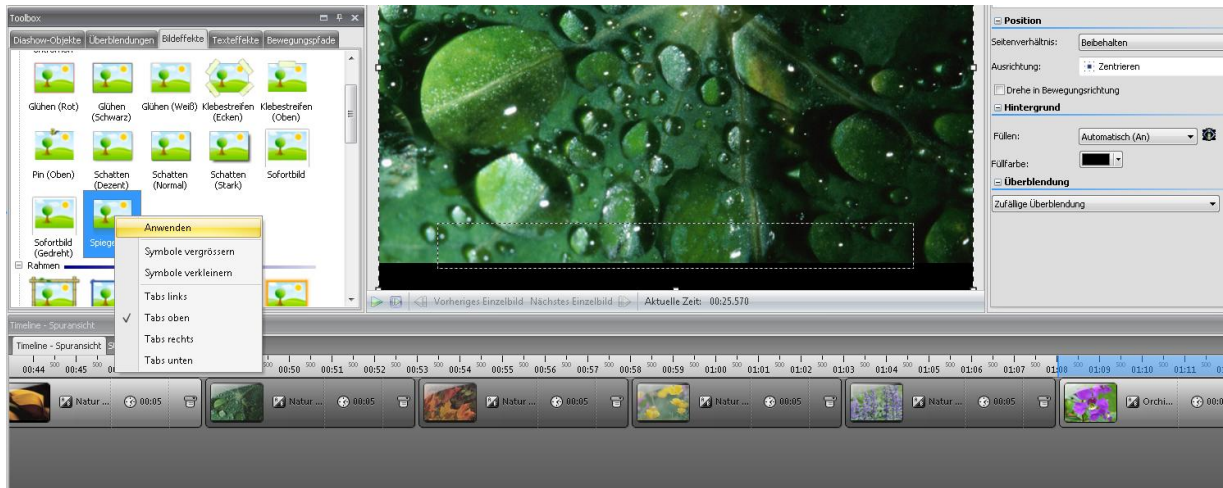 Toolbox
Diashow-Objekte Überblendungen Bildeffekte Texteffekte Bewegungspfade
Glühen (Rot) Glühen (Schwarz) Glühen (Weiß) Klebestreifen (Ecken) Klebestreifen (Oben)
Pin (Oben) Schatten (Dezent) Schatten (Normal) Schatten (Stark) Sofortbild
Sofortbild (Gedreht)
Rahmen
Anwenden
Symbole vergrössern
Symbole verkleinern
Tabs links
Tabs oben
Tabs rechts
Tabs unten
Vorheriges Einzelbild Nächstes Einzelbild Aktuelle Zeit: 00:25.570
Position
Seitenverhältnis: Beibehalten
Ausrichtung: Zentrieren
Drehe in Bewegungsrichtung
Hintergrund
Füllen: Automatisch (An)
Füllfarbe:
Überblendung
Zufällige Überblendung
Timeline - Spuransicht
Timeline - Spuransicht
00:44 00:45 00:50 00:51 00:52 00:53 00:54 00:55 00:56 00:57 00:58 00:59 01:00 01:01 01:02 01:03 01:04 01:05 01:06 01:07 01:08 01:09 01:10 01:11
Natur ... 00:05 Natur ... 00:05 Natur ... 00:05 Natur ... 00:05 Natur ... 00:05 Orchi...